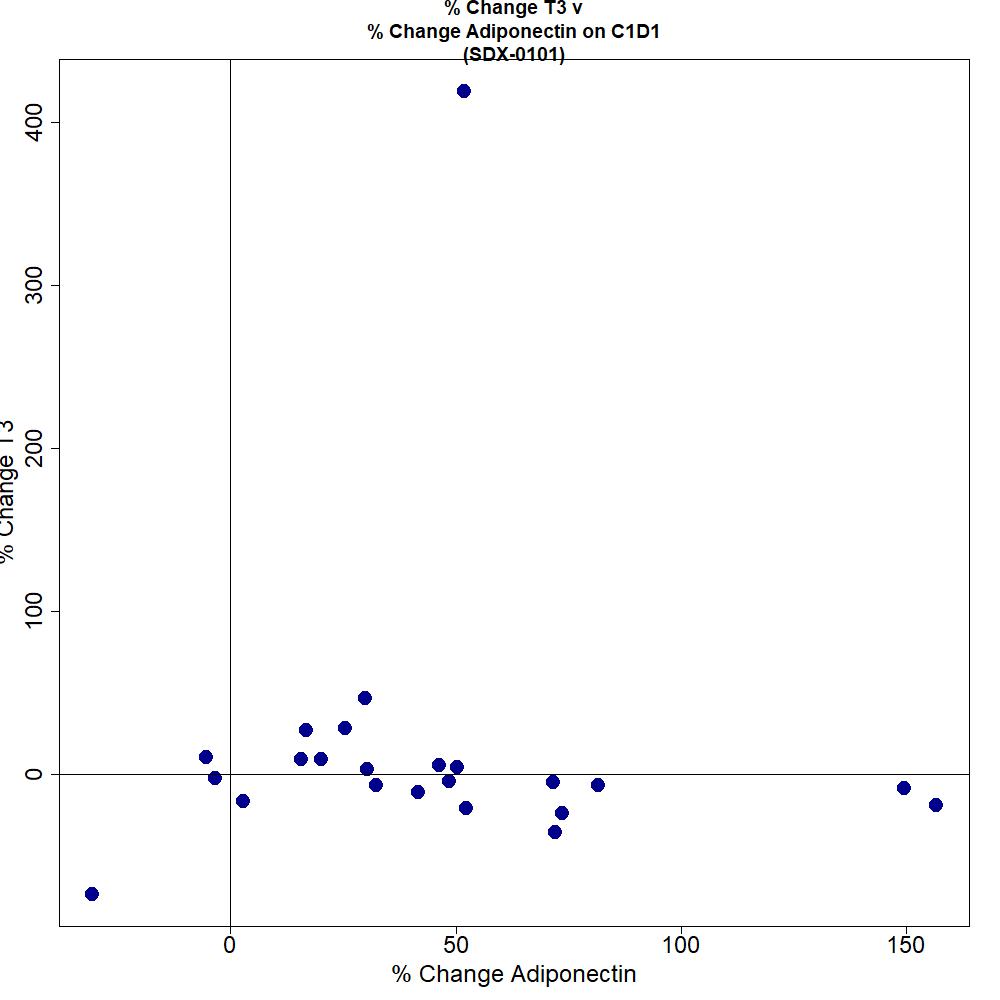 % Change T3 v
% Change Adiponectin on C1D1
(SDX-0101)
% Change T3
400
300
200
100
0
0
50
100
150
% Change Adiponectin